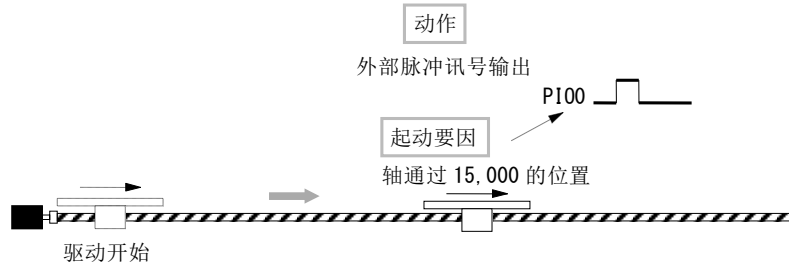 动作
外部脉冲讯号输出
PIO0
起动要因
轴通过 15,000 的位置
驱动开始